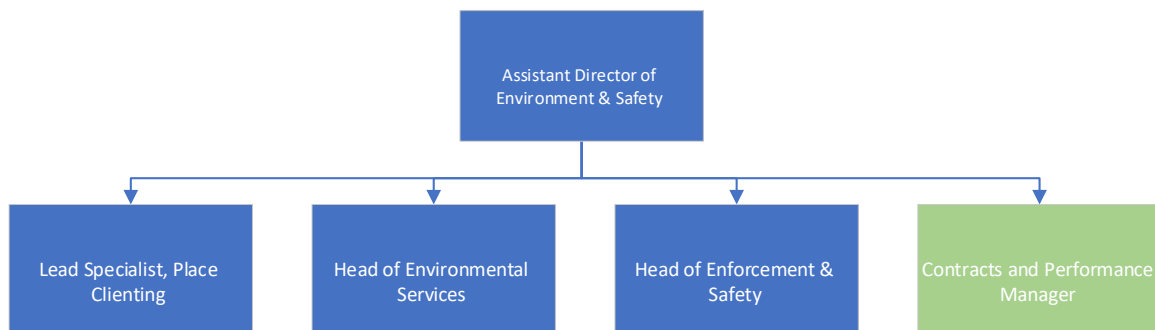 Assistant Director of
Environment & Safety
Lead Specialist, Place
Clienting
Head of Environmental
Services
Head of Enforcement &
Safety
Contracts and Performance
Manager